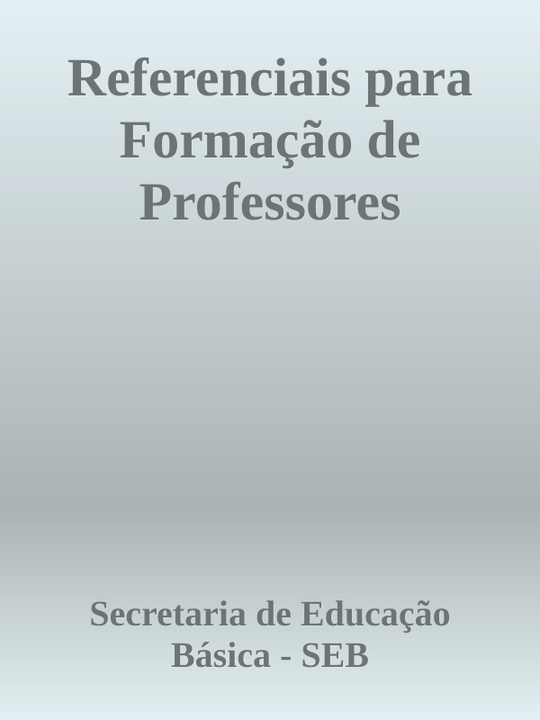 Referenciais para
Formação de
Professores
Secretaria de Educação
Básica - SEB